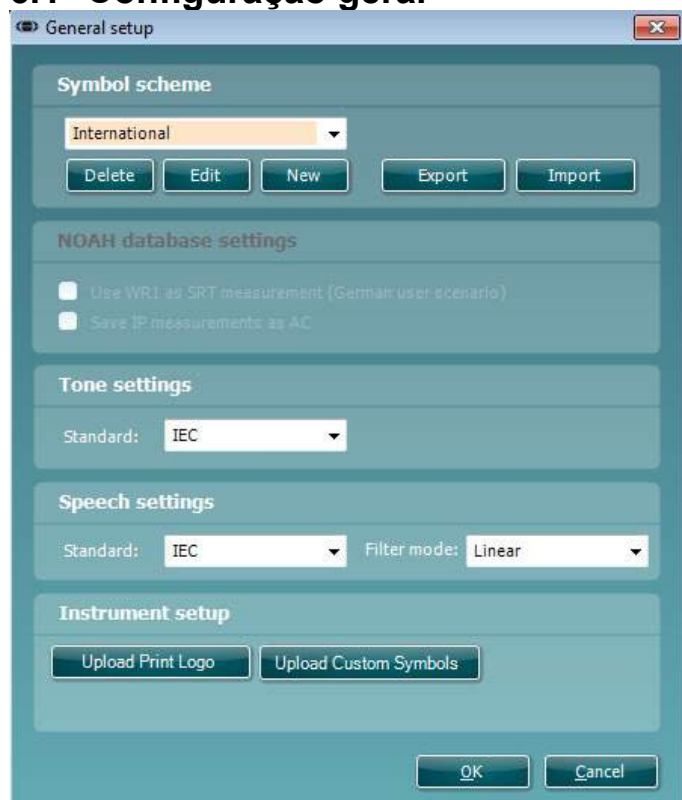 General setup
Symbol scheme
International
Delete Edit New Export Import
NOAH database settings
Use WR1 as SRT measurement (German user scenario)
Save IP measurements as AC
Tone settings
Standard: IEC
Speech settings
Standard: IEC Filter mode: Linear
Instrument setup
Upload Print Logo Upload Custom Symbols
OK Cancel